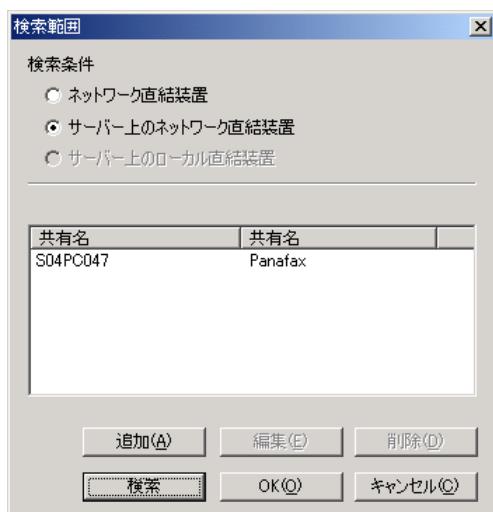 検索範囲
検索条件
ネットワーク直結装置
サーバー上のネットワーク直結装置
サーバー上のローカル直結装置
共有名 共有名
S04PC047 Panafax
追加(A) 編集(E) 削除(D)
検索 OK(O) キャンセル(C)